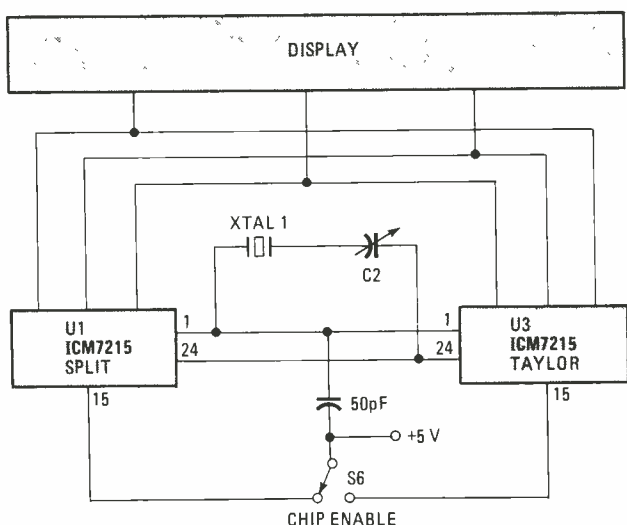 DISPLAY
XTAL 1
C2
U1
ICM7215
SPLIT
1
24
15
1
24
U3
ICM7215
TAYLOR
15
50pF
+5 V
S6
CHIP ENABLE